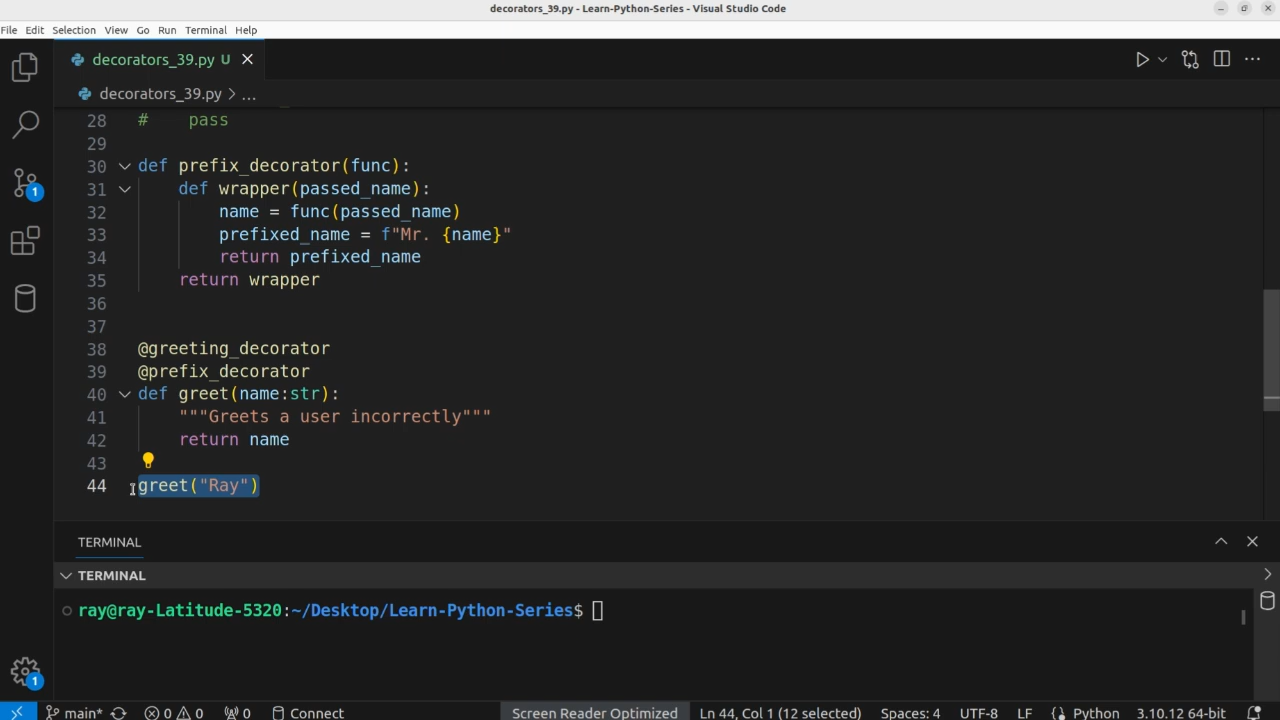 decorators_39.py - Learn-Python-Series - Visual Studio Code
File Edit Selection View Go Run Terminal Help
decorators_39.py U
decorators_39.py > ...
28 # pass
29
30 def prefix_decorator(func):
31 def wrapper(passed_name):
32 name = func(passed_name)
33 prefixed_name = f"Mr. {name}"
34 return prefixed_name
35 return wrapper
36
37
38 @greeting_decorator
39 @prefix_decorator
40 def greet(name:str):
41 """Greets a user incorrectly"""
42 return name
43
44 greet("Ray")
1
TERMINAL
TERMINAL
ray@ray-Latitude-5320:~/Desktop/Learn-Python-Series$
1
main* 0 0 0 Connect Screen Reader Optimized Ln 44, Col 1 (12 selected) Spaces: 4 UTF-8 LF Python 3.10.12 64-bit